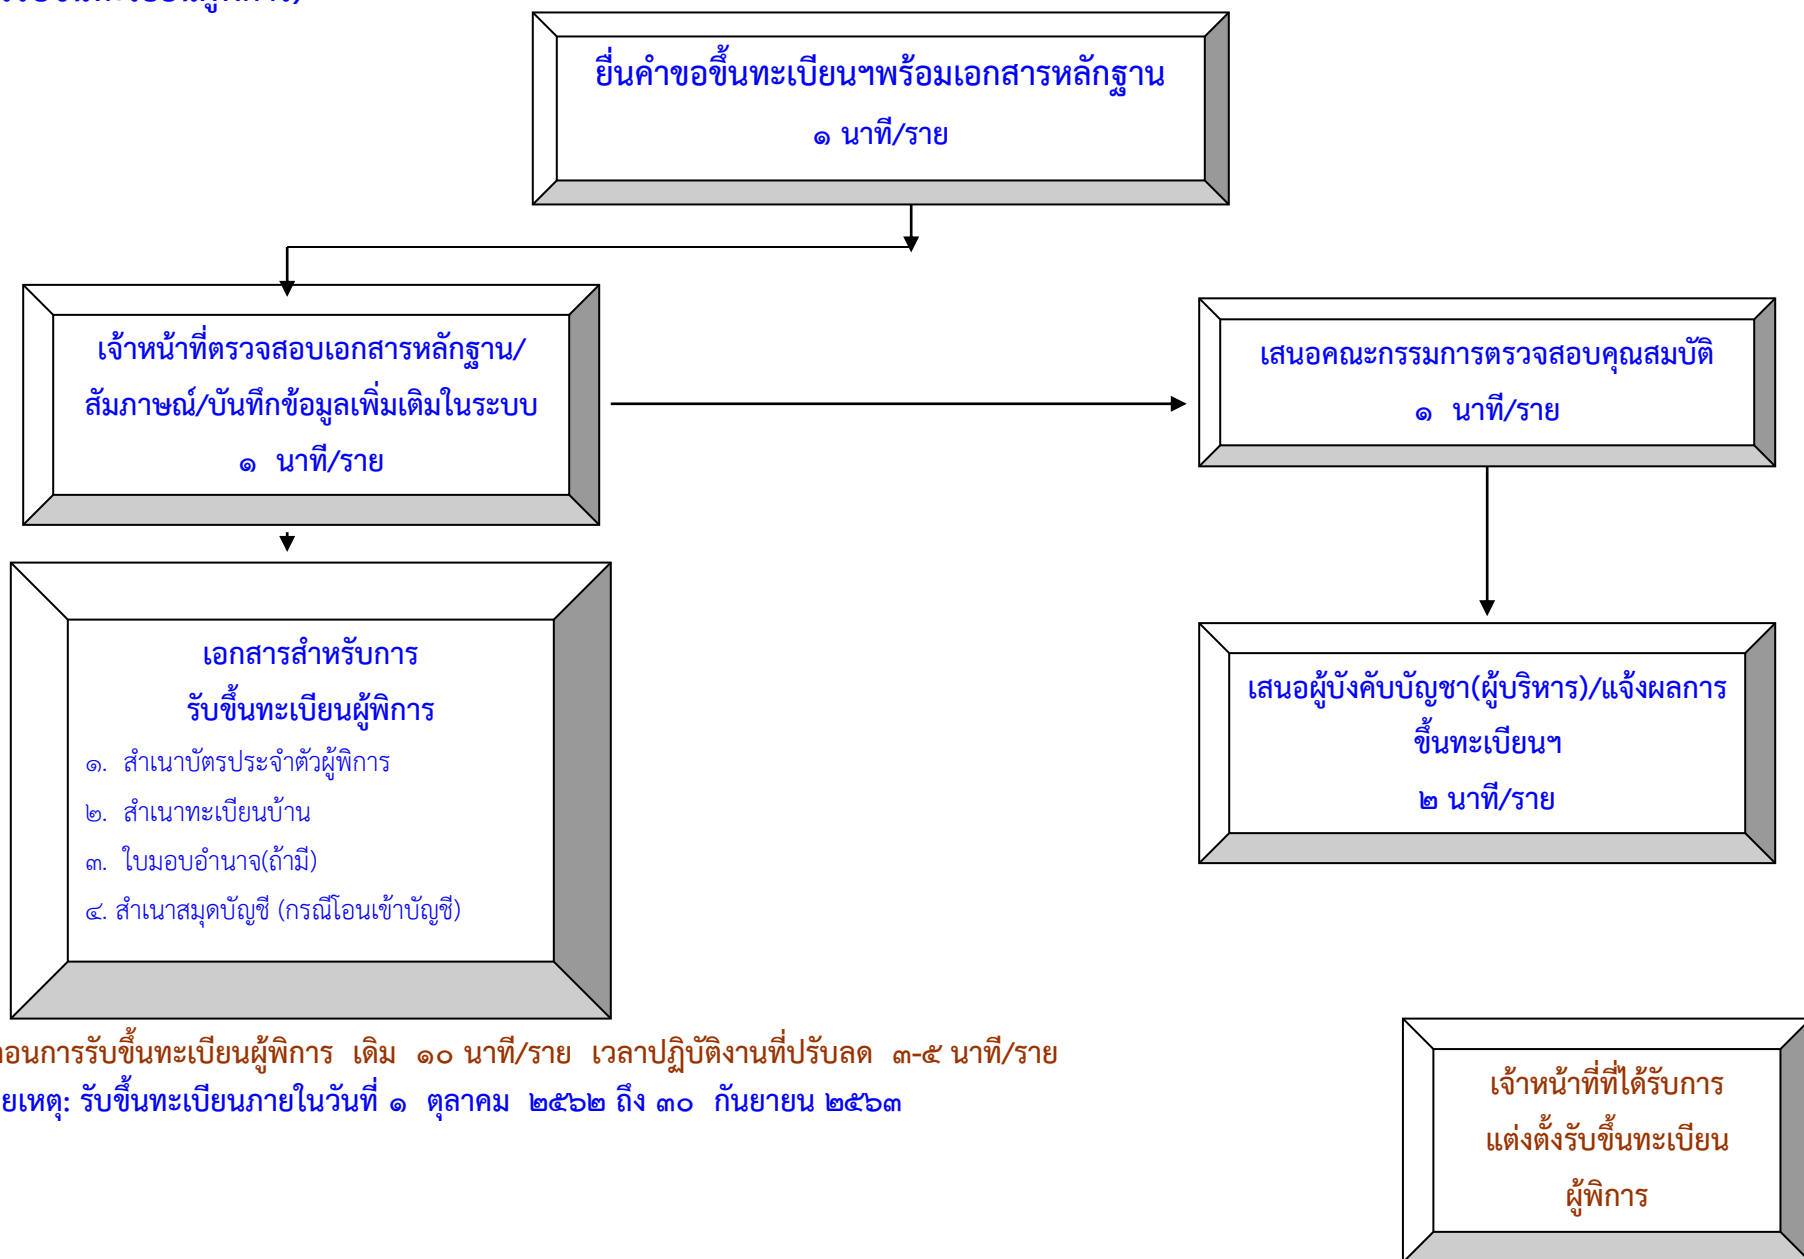 ยื่นคำขอขึ้นทะเบียนฯพร้อมเอกสารหลักฐาน
๑ นาที/ราย
เจ้าหน้าที่ตรวจสอบเอกสารหลักฐาน/
สัมภาษณ์/บันทึกข้อมูลเพิ่มเติมในระบบ
๑ นาที/ราย
เสนอคณะกรรมการตรวจสอบคุณสมบัติ
๑ นาที/ราย
เอกสารสำหรับการ
รับขึ้นทะเบียนผู้พิการ
๑. สำเนาบัตรประจำตัวผู้พิการ
๒. สำเนาทะเบียนบ้าน
๓. ใบมอบอำนาจ(ถ้ามี)
๔. สำเนาสมุดบัญชี (กรณีโอนเข้าบัญชี)
เสนอผู้บังคับบัญชา(ผู้บริหาร)/แจ้งผลการ
ขึ้นทะเบียนฯ
๒ นาที/ราย
อนการรับขึ้นทะเบียนผู้พิการ เดิม ๑๐ นาที/ราย เวลาปฏิบัติงานที่ปรับลด ๓-๕ นาที/ราย
ยเหตุ: รับขึ้นทะเบียนภายในวันที่ ๑ ตุลาคม ๒๕๖๒ ถึง ๓๐ กันยายน ๒๕๖๓
เจ้าหน้าที่ที่ได้รับการ
แต่งตั้งรับขึ้นทะเบียน
ผู้พิการ